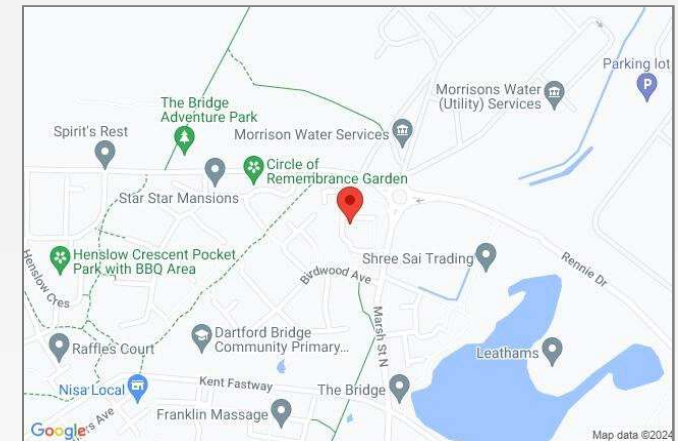 Parking lot
P
Morrisons Water
(Utility) Services
The Bridge
Adventure Park
Spirit's Rest
Morrison Water Services
Circle of
Remembrance Garden
Star Star Mansions
Henslow Crescent Pocket
Park with BBQ Area
Henslow Cres
Shree Sai Trading
Rennie Dr
Birdwood Ave
Marsh St N
Dartford Bridge
Community Primary...
Raffles Court
Leathams
Nisa Local
Kent Fastway
The Bridge
Franklin Massage
Google
Ave
Map data ©2024